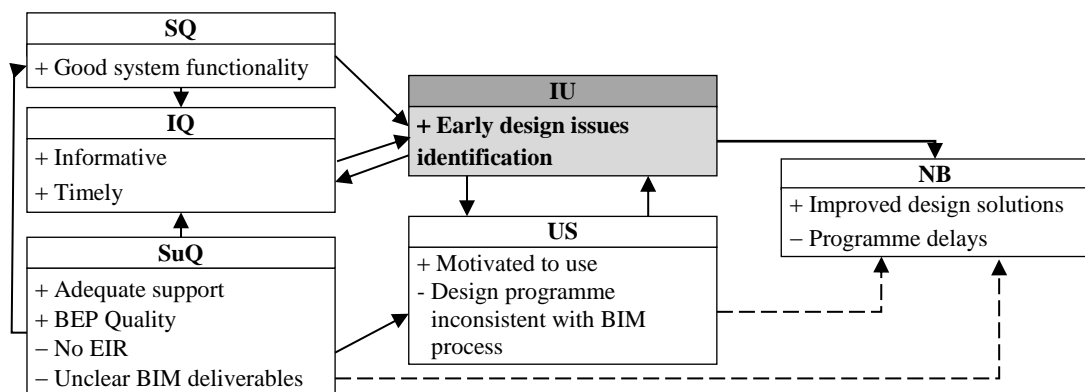 SQ
+ Good system functionality
IQ
+ Informative
+ Timely
SuQ
+ Adequate support
+ BEP Quality
− No EIR
− Unclear BIM deliverables
IU
+ Early design issues
identification
US
+ Motivated to use
- Design programme
inconsistent with BIM
process
NB
+ Improved design solutions
− Programme delays